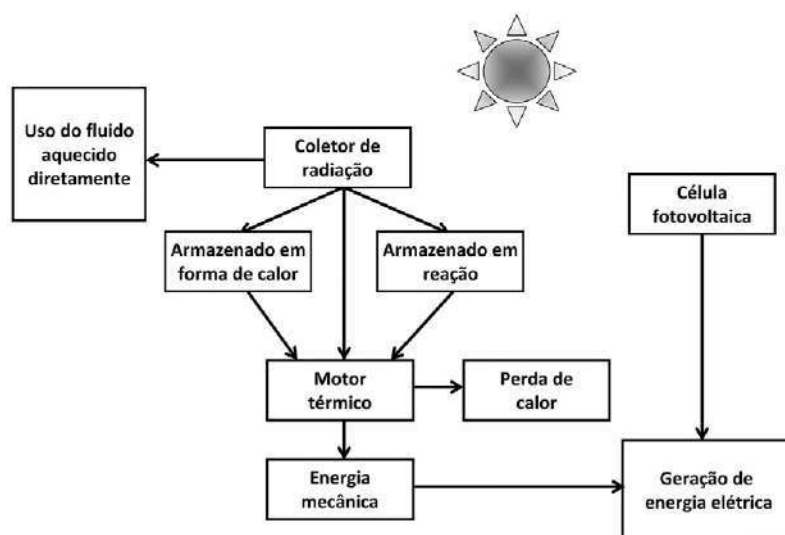 Uso do fluido
aquecido
diretamente
Coletor de
radiação
Célula
fotovoltaica
Armazenado em
forma de calor
Armazenado em
reação
Motor
térmico
Perda de
calor
Energia
mecânica
Geração de
energia elétrica